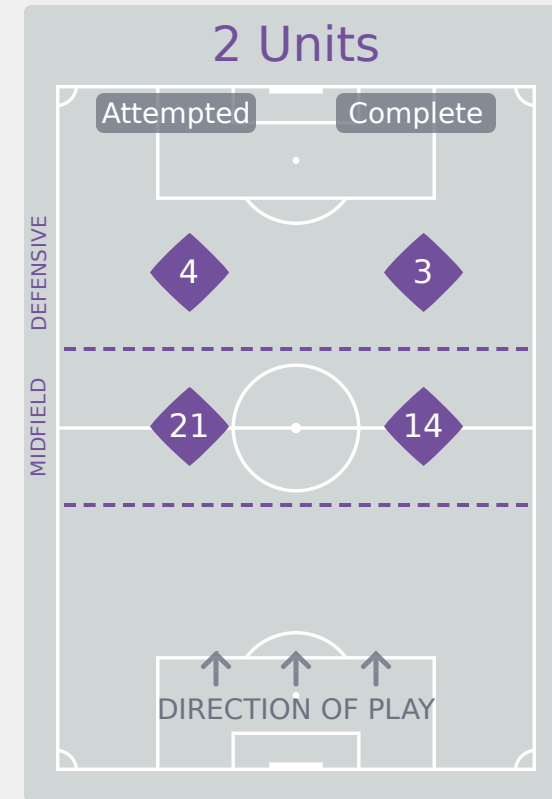 2 Units
Attempted Complete
DEFENSIVE
4 3
MIDFIELD
21 14
DIRECTION OF PLAY